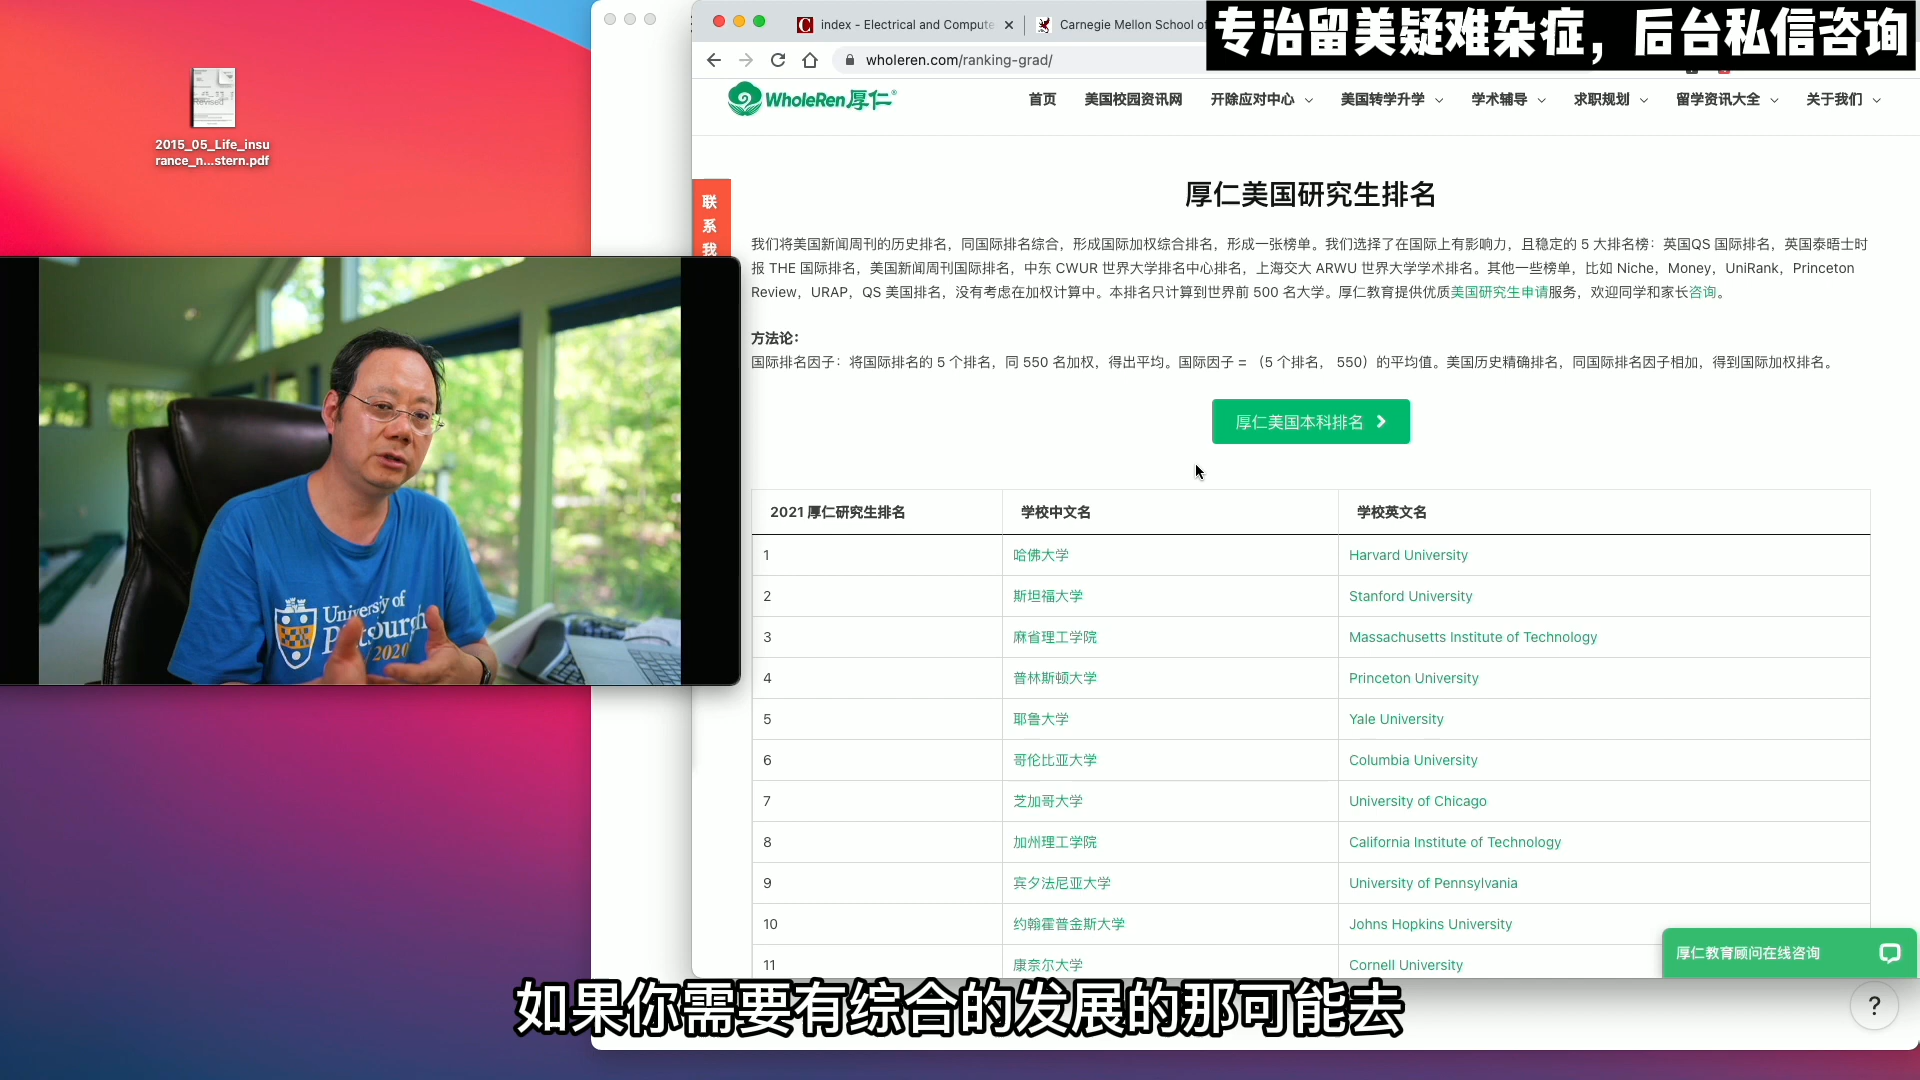 index - Electrical and Compute
Carnegie Mellon School of
专治留美疑难杂症，后台私信咨询
wholeren.com/ranking-grad/
WholeRen厚仁®
首页
美国校园资讯网
开除应对中心
美国转学升学
学术辅导
求职规划
留学资讯大全
关于我们
Revised
2015_05_Life_insu
rance_n...stern.pdf
联
系
我
厚仁美国研究生排名
我们将美国新闻周刊的历史排名，同国际排名综合，形成国际加权综合排名，形成一张榜单。我们选择了在国际上有影响力，且稳定的 5 大排名榜：英国QS 国际排名，英国泰晤士时
报 THE 国际排名，美国新闻周刊国际排名，中东 CWUR 世界大学排名中心排名，上海交大 ARWU 世界大学学术排名。其他一些榜单，比如 Niche，Money，UniRank，Princeton
Review，URAP，QS 美国排名，没有考虑在加权计算中。本排名只计算到世界前 500 名大学。厚仁教育提供优质美国研究生申请服务，欢迎同学和家长咨询。
方法论：
国际排名因子：将国际排名的 5 个排名，同 550 名加权，得出平均。国际因子 = （5 个排名， 550）的平均值。美国历史精确排名，同国际排名因子相加，得到国际加权排名。
厚仁美国本科排名
2021 厚仁研究生排名 学校中文名 学校英文名
1 哈佛大学 Harvard University
2 斯坦福大学 Stanford University
3 麻省理工学院 Massachusetts Institute of Technology
4 普林斯顿大学 Princeton University
5 耶鲁大学 Yale University
6 哥伦比亚大学 Columbia University
7 芝加哥大学 University of Chicago
8 加州理工学院 California Institute of Technology
9 宾夕法尼亚大学 University of Pennsylvania
10 约翰霍普金斯大学 Johns Hopkins University
11 康奈尔大学 Cornell University
University of
Pittsburgh
2020
厚仁教育顾问在线咨询
?
如果你需要有综合的发展的那可能去